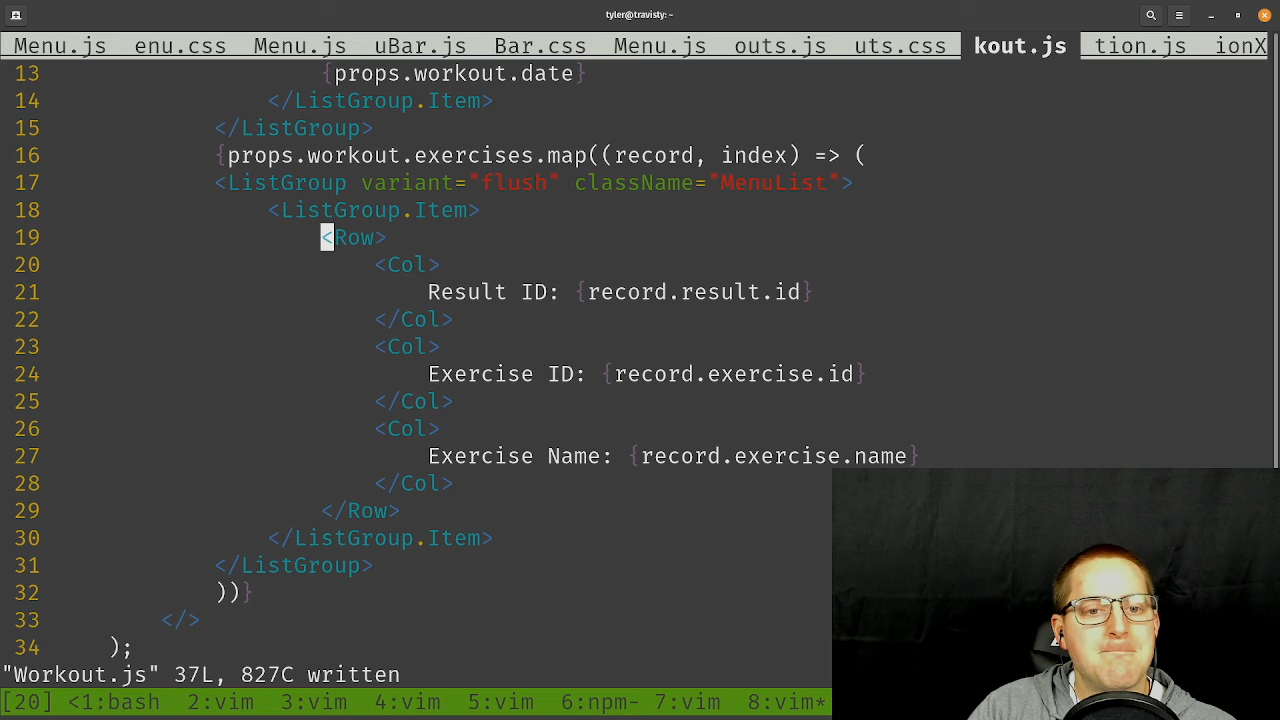 tyler@travisty: ~
Menu.js enu.css Menu.js uBar.js Bar.css Menu.js outs.js uts.css kout.js tion.js ionX
13 {props.workout.date}
14 </ListGroup.Item>
15 </ListGroup>
16 {props.workout.exercises.map((record, index) => (
17 <ListGroup variant="flush" className="MenuList">
18 <ListGroup.Item>
19 <Row>
20 <Col>
21 Result ID: {record.result.id}
22 </Col>
23 <Col>
24 Exercise ID: {record.exercise.id}
25 </Col>
26 <Col>
27 Exercise Name: {record.exercise.name}
28 </Col>
29 </Row>
30 </ListGroup.Item>
31 </ListGroup>
32 ))}
33 </>
34 );
"Workout.js" 37L, 827C written
[20] <1:bash 2:vim 3:vim 4:vim 5:vim 6:npm- 7:vim 8:vim*